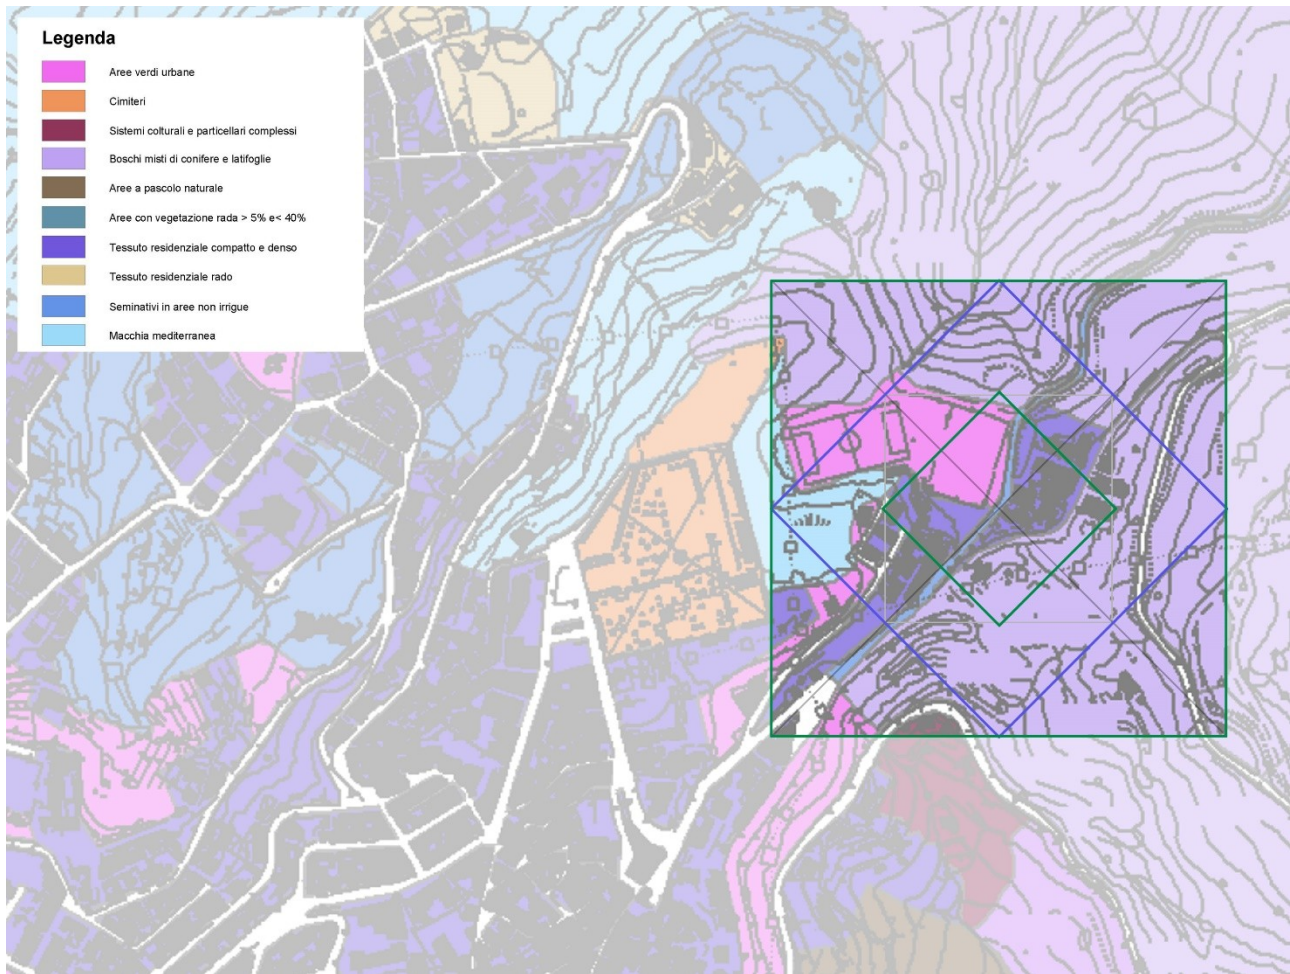 Legenda
Aree verdi urbane
Cimiteri
Sistemi colturali e particellari complessi
Boschi misti di conifere e latifoglie
Aree a pascolo naturale
Aree con vegetazione rada > 5% e< 40%
Tessuto residenziale compatto e denso
Tessuto residenziale rado
Seminativi in aree non irrigue
Macchia mediterranea